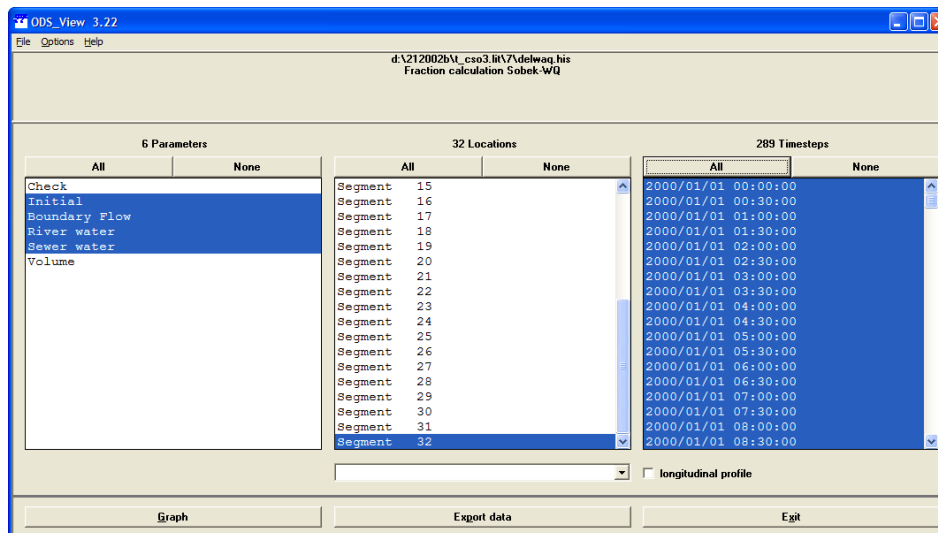 ODS_View 3.22
File Options Help
d:\212002b\t_cso3.lit\7\delwaq.his
Fraction calculation Sobek-WQ
6 Parameters
All None
Check
Initial
Boundary Flow
River water
Sewer water
Volume
32 Locations
All None
Segment 15
Segment 16
Segment 17
Segment 18
Segment 19
Segment 20
Segment 21
Segment 22
Segment 23
Segment 24
Segment 25
Segment 26
Segment 27
Segment 28
Segment 29
Segment 30
Segment 31
Segment 32
289 Timesteps
All None
2000/01/01 00:00:00
2000/01/01 00:30:00
2000/01/01 01:00:00
2000/01/01 01:30:00
2000/01/01 02:00:00
2000/01/01 02:30:00
2000/01/01 03:00:00
2000/01/01 03:30:00
2000/01/01 04:00:00
2000/01/01 04:30:00
2000/01/01 05:00:00
2000/01/01 05:30:00
2000/01/01 06:00:00
2000/01/01 06:30:00
2000/01/01 07:00:00
2000/01/01 07:30:00
2000/01/01 08:00:00
2000/01/01 08:30:00
longitudinal profile
Graph Export data Exit